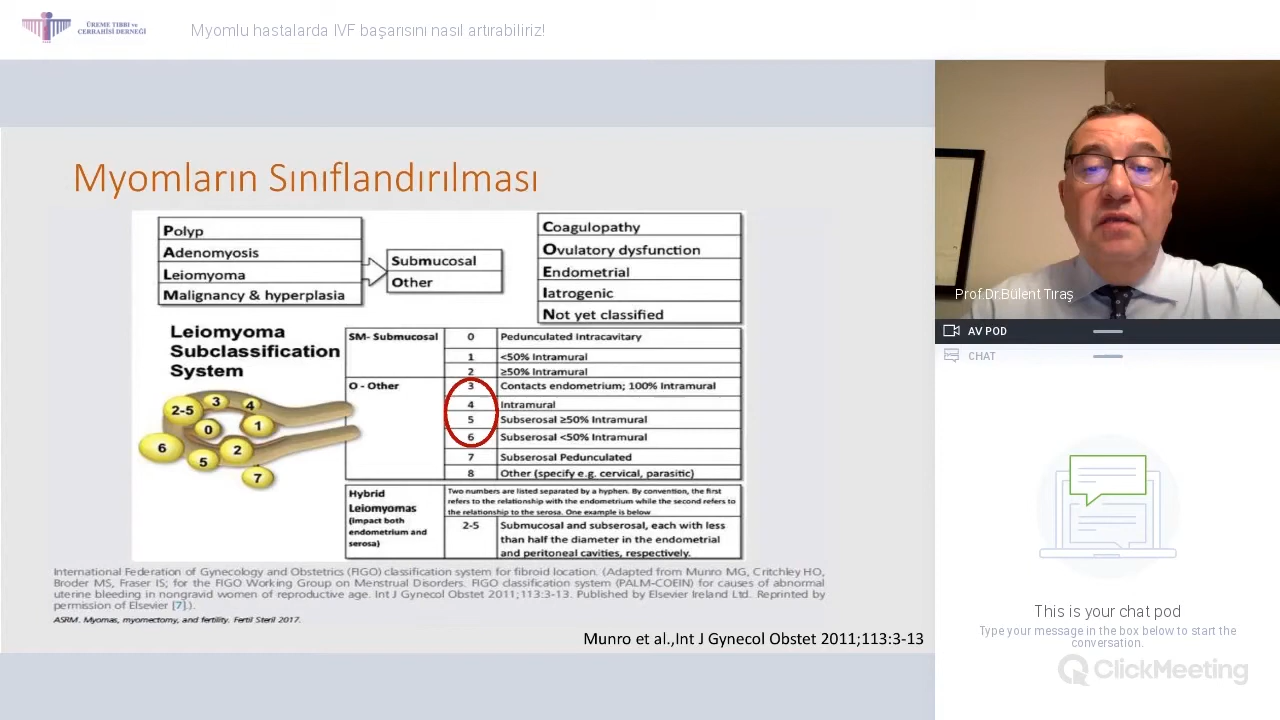 ÜREME TIBBI ve
CERRAHİSİ DERNEĞİ
Myomlu hastalarda IVF başarısını nasıl artırabiliriz!
Myomların Sınıflandırılması
Polyp
Adenomyosis
Leiomyoma
Malignancy & hyperplasia
Submucosal
Other
Coagulopathy
Ovulatory dysfunction
Endometrial
Iatrogenic
Not yet classified
Leiomyoma
Subclassification
System
2-5
3
4
0
1
6
5
2
7
SM- Submucosal 0 Pedunculated Intracavitary
1 <50% Intramural
2 ≥50% Intramural
O - Other 3 Contacts endometrium; 100% Intramural
4 Intramural
5 Subserosal ≥50% Intramural
6 Subserosal <50% Intramural
7 Subserosal Pedunculated
8 Other (specify e.g. cervical, parasitic)
Hybrid
Leiomyomas
(impact both
endometrium and
serosa)
Two numbers are listed separated by a hyphen. By convention, the first
refers to the relationship with the endometrium while the second refers to
the relationship to the serosa. One example is below
2-5 Submucosal and subserosal, each with less
than half the diameter in the endometrial
and peritoneal cavities, respectively.
International Federation of Gynecology and Obstetrics (FIGO) classification system for fibroid location. (Adapted from Munro MG, Critchley HO,
Broder MS, Fraser IS; for the FIGO Working Group on Menstrual Disorders. FIGO classification system (PALM-COEIN) for causes of abnormal
uterine bleeding in nongravid women of reproductive age. Int J Gynecol Obstet 2011;113:3-13. Published by Elsevier Ireland Ltd. Reprinted by
permission of Elsevier [7].).
ASRM. Myomas, myomectomy, and fertility. Fertil Steril 2017.
Munro et al.,Int J Gynecol Obstet 2011;113:3-13
Prof.Dr.Bülent Tıraş
AV POD
CHAT
This is your chat pod
Type your message in the box below to start the
conversation.
ClickMeeting